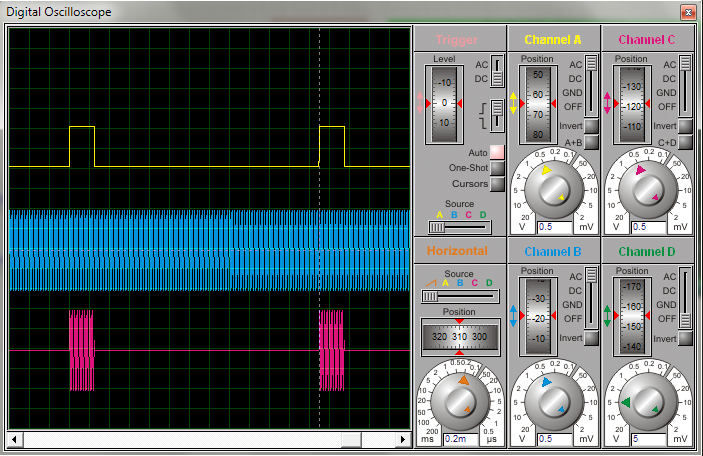 Digital Oscilloscope
Trigger
Level
-10
0
10
AC
DC
Auto
One-Shot
Cursors
Source
A B C D
Channel A
Position
50
60
70
80
AC
DC
GND
OFF
Invert
A+B
20 10 5 2 1 0.5 0.2 0.1 50 20 10 5 2
V 0.5 mV
Channel C
Position
-130
-120
-110
AC
DC
GND
OFF
Invert
C+D
20 10 5 2 1 0.5 0.2 0.1 50 20 10 5 2
V 0.5 mV
Horizontal
Source
A B C D
Position
320 310 300
200 100 50 20 10 5 2 1 0.50 0.2 0.1 50 20 10 5 2 1 0.5
ms 0.2m µs
Channel B
Position
-30
-20
-10
AC
DC
GND
OFF
Invert
20 10 5 2 1 0.5 0.2 0.1 50 20 10 5 2
V 0.5 mV
Channel D
Position
-170
-160
-150
-140
AC
DC
GND
OFF
Invert
20 10 5 2 1 0.5 0.2 0.1 50 20 10 5 2
V 5 mV